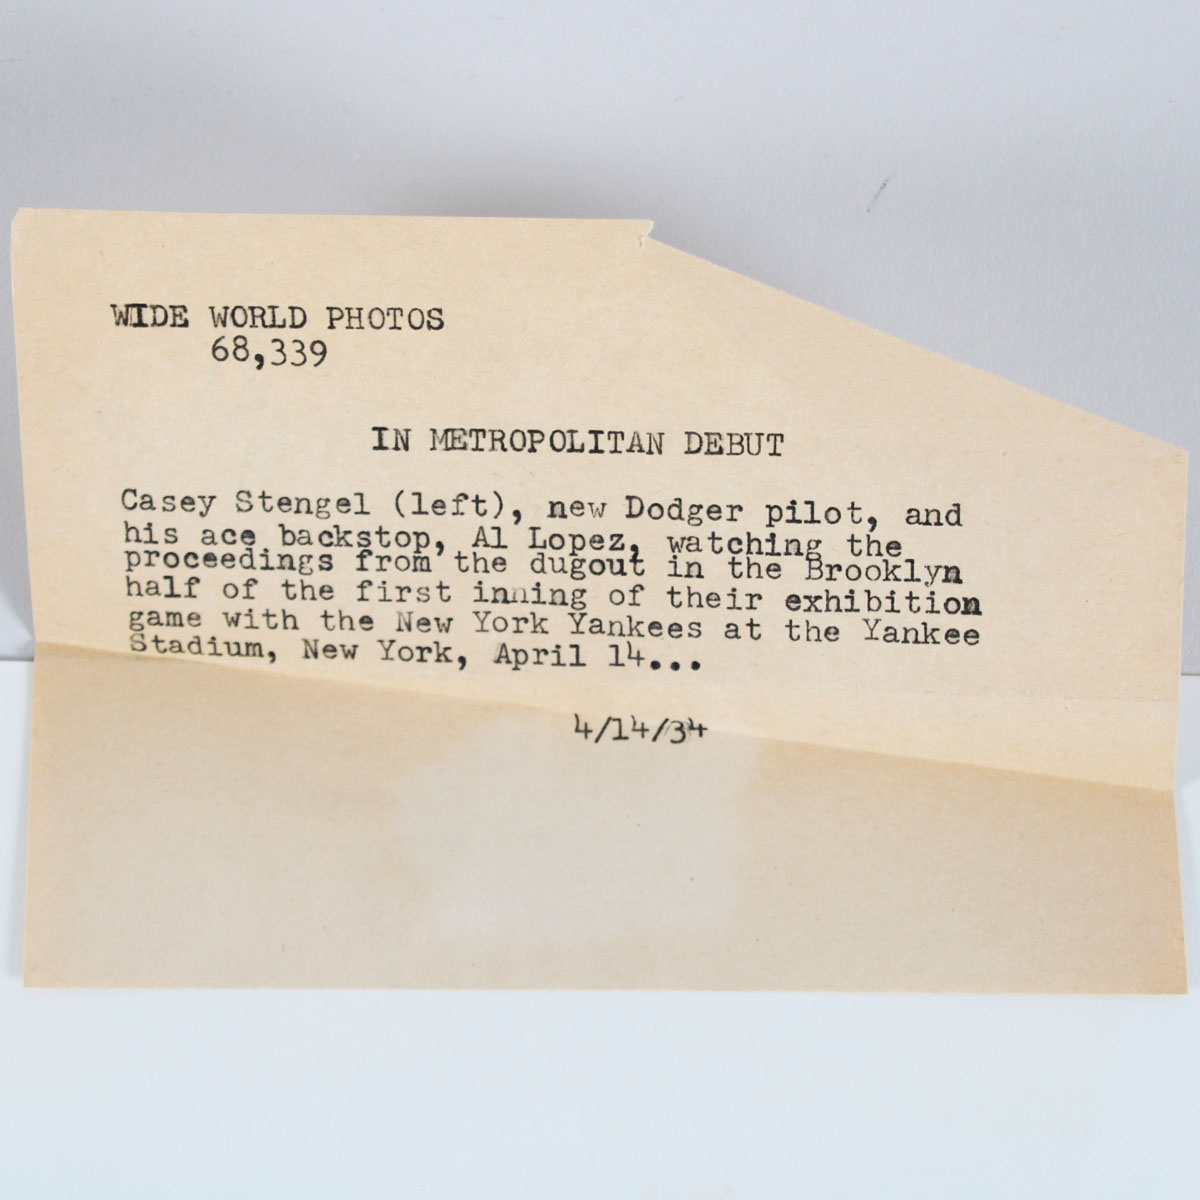 WIDE WORLD PHOTOS
68,339
IN METROPOLITAN DEBUT
Casey Stengel (left), new Dodger pilot, and
his ace backstop, Al Lopez, watching the
proceedings from the dugout in the Brooklyn
half of the first inning of their exhibition
game with the New York Yankees at the Yankee
Stadium, New York, April 14...
4/14/34